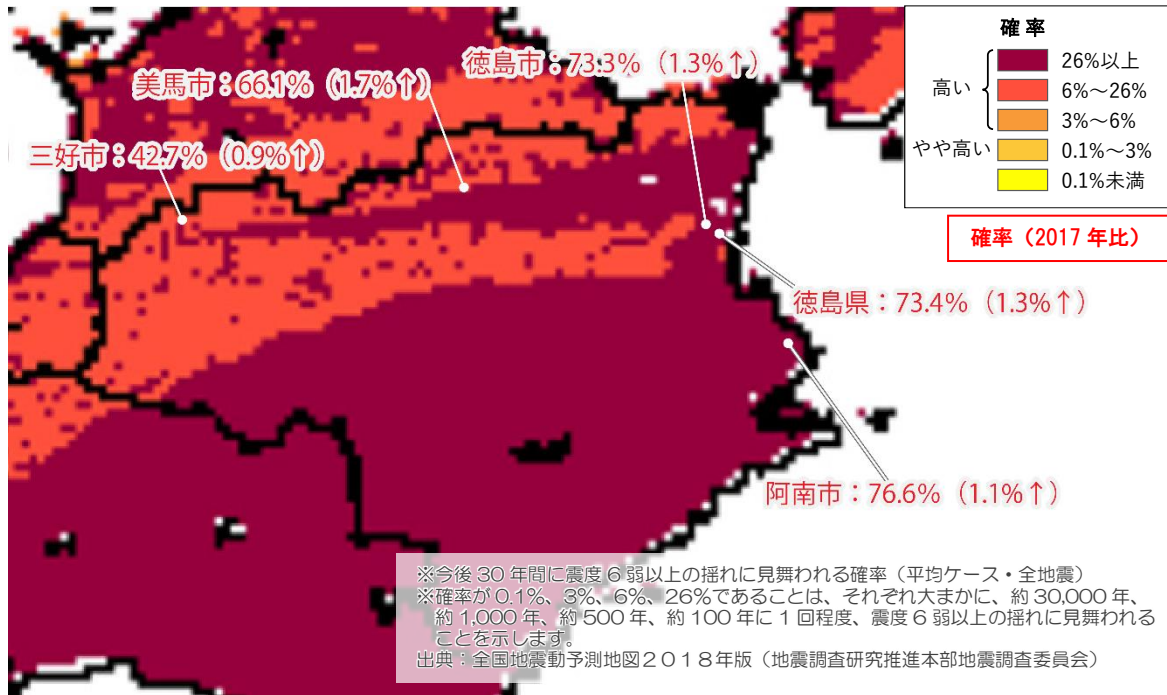 徳島市：73.3%（1.3%↑）
美馬市：66.1%（1.7%↑）
三好市：42.7%（0.9%↑）
確 率
高い
やや高い
26%以上
6%～26%
3%～6%
0.1%～3%
0.1%未満
確率（2017 年比）
徳島県：73.4%（1.3%↑）
阿南市：76.6%（1.1%↑）
※今後 30 年間に震度 6 弱以上の揺れに見舞われる確率（平均ケース・全地震）
※確率が 0.1%、3%、6%、26%であることは、それぞれ大まかに、約 30,000 年、
約 1,000 年、約 500 年、約 100 年に 1 回程度、震度 6 弱以上の揺れに見舞われる
ことを示します。
出典：全国地震動予測地図２０１８年版（地震調査研究推進本部地震調査委員会）